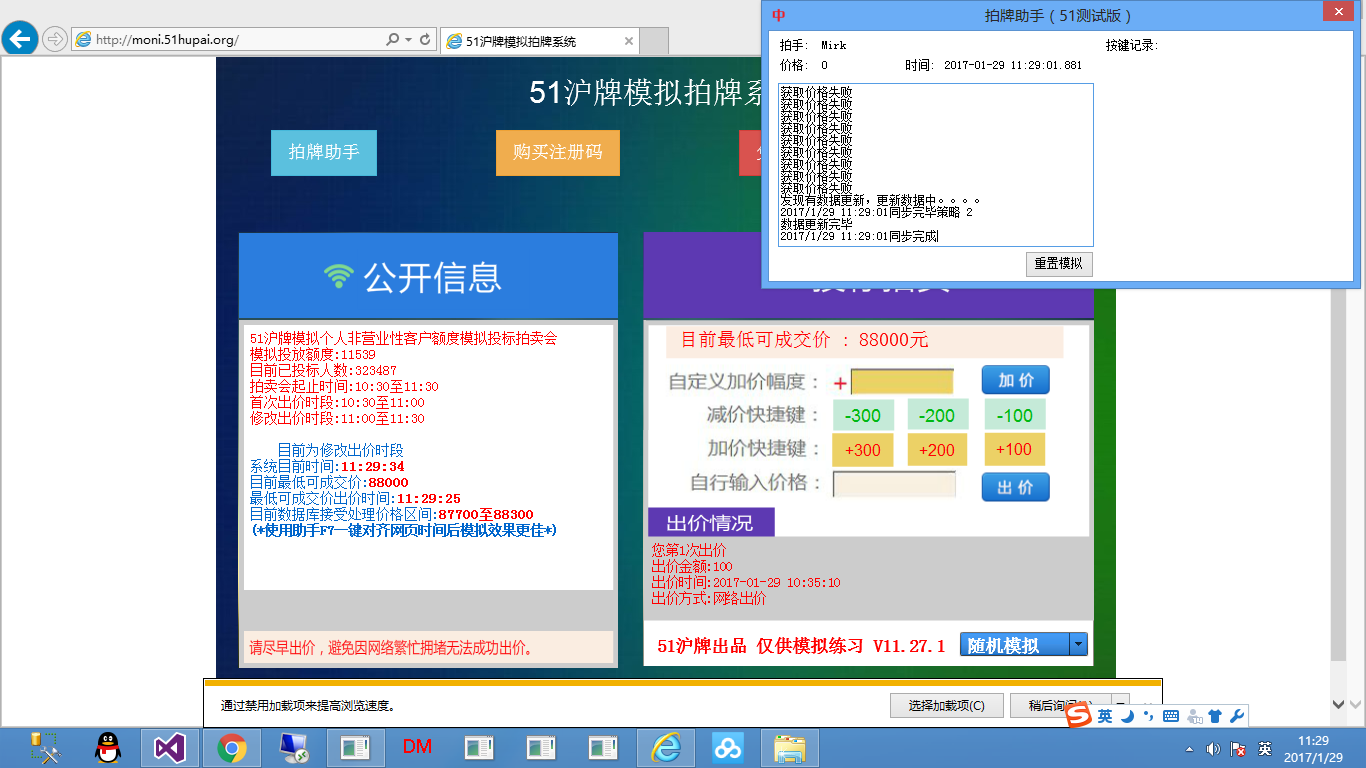 http://moni.51hupai.org/
51沪牌模拟拍牌系统
中
拍牌助手（51测试版）
拍手: Mirk
按键记录:
价格: 0
时间: 2017-01-29 11:29:01.881
获取价格失败
获取价格失败
获取价格失败
获取价格失败
获取价格失败
获取价格失败
获取价格失败
获取价格失败
获取价格失败
发现有数据更新，更新数据中。。。。
2017/1/29 11:29:01同步完毕策略 2
数据更新完毕
2017/1/29 11:29:01同步完成
重置模拟
51沪牌模拟拍牌系
拍牌助手
购买注册码
公开信息
51沪牌模拟个人非营业性客户额度模拟投标拍卖会
模拟投放额度:11539
目前已投标人数:323487
拍卖会起止时间:10:30至11:30
首次出价时段:10:30至11:00
修改出价时段:11:00至11:30
目前为修改出价时段
系统目前时间:11:29:34
目前最低可成交价:88000
最低可成交价出价时间:11:29:25
目前数据库接受处理价格区间:87700至88300
(*使用助手F7一键对齐网页时间后模拟效果更佳*)
请尽早出价，避免因网络繁忙拥堵无法成功出价。
目前最低可成交价 ：88000元
自定义加价幅度： +
加 价
减价快捷键： -300 -200 -100
加价快捷键： +300 +200 +100
自行输入价格：
出 价
出价情况
您第1次出价
出价金额:100
出价时间:2017-01-29 10:35:10
出价方式:网络出价
51沪牌出品 仅供模拟练习 V11.27.1
随机模拟
通过禁用加载项来提高浏览速度。
选择加载项(C)
稍后询问
英
DM
英
11:29
2017/1/29